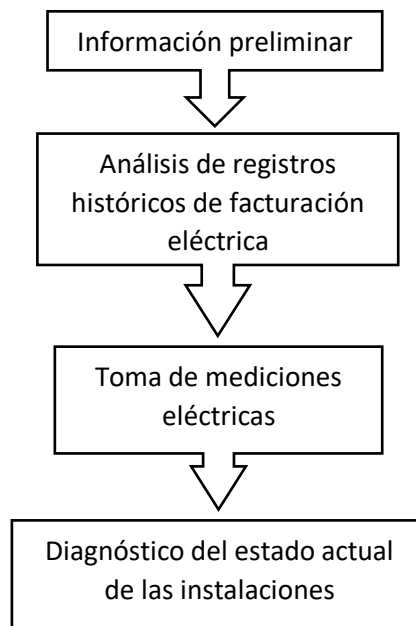 Información preliminar
Análisis de registros
históricos de facturación
eléctrica
Toma de mediciones
eléctricas
Diagnóstico del estado actual
de las instalaciones